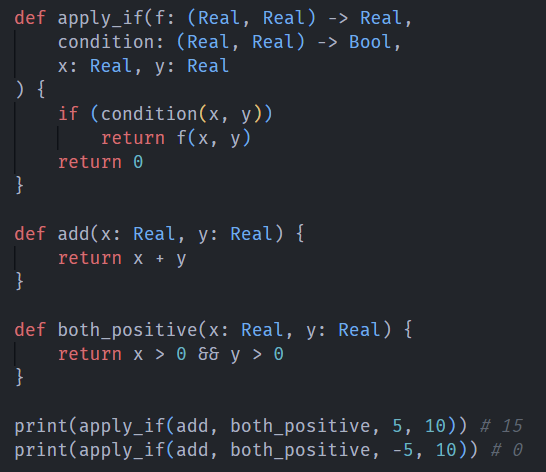 def apply_if(f: (Real, Real) -> Real,
    condition: (Real, Real) -> Bool,
    x: Real, y: Real
) {
    if (condition(x, y))
        return f(x, y)
    return 0
}

def add(x: Real, y: Real) {
    return x + y
}

def both_positive(x: Real, y: Real) {
    return x > 0 && y > 0
}

print(apply_if(add, both_positive, 5, 10)) # 15
print(apply_if(add, both_positive, -5, 10)) # 0